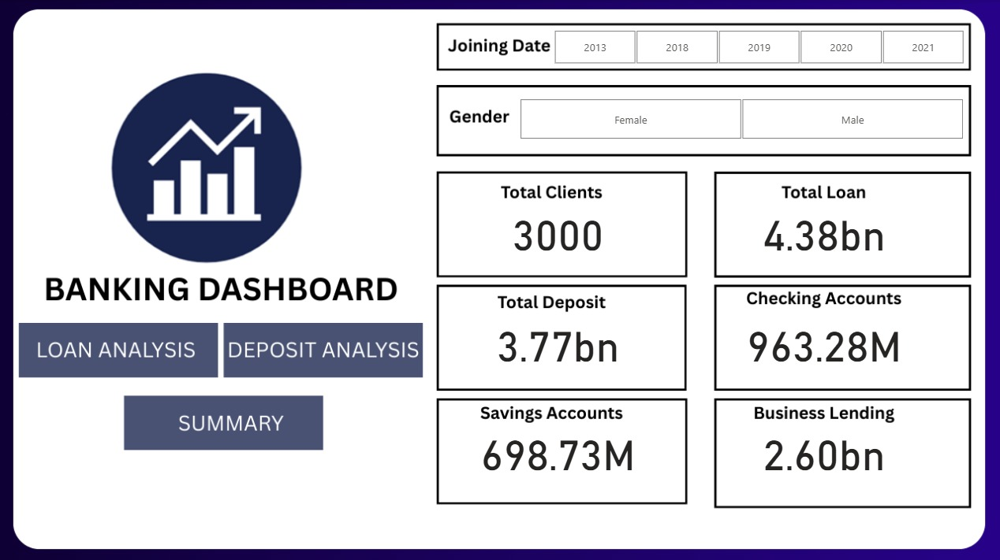 Joining Date 2013 2018 2019 2020 2021
Gender Female Male
BANKING DASHBOARD
LOAN ANALYSIS DEPOSIT ANALYSIS
SUMMARY
Total Clients
3000
Total Loan
4.38bn
Total Deposit
3.77bn
Checking Accounts
963.28M
Savings Accounts
698.73M
Business Lending
2.60bn